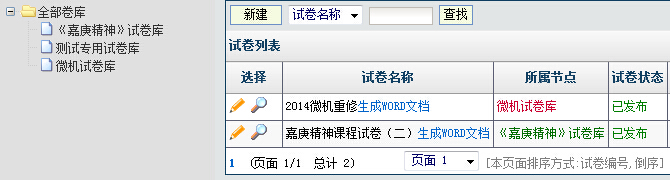 全部卷库
《嘉庚精神》试卷库
测试专用试卷库
微机试卷库
新建 试卷名称 查找
试卷列表
选择 试卷名称 所属节点 试卷状态
2014微机重修生成WORD文档 微机试卷库 已发布
嘉庚精神课程试卷（二）生成WORD文档 《嘉庚精神》试卷库 已发布
1 (页面 1/1 总计 2) 页面 1 [本页面排序方式:试卷编号,倒序]